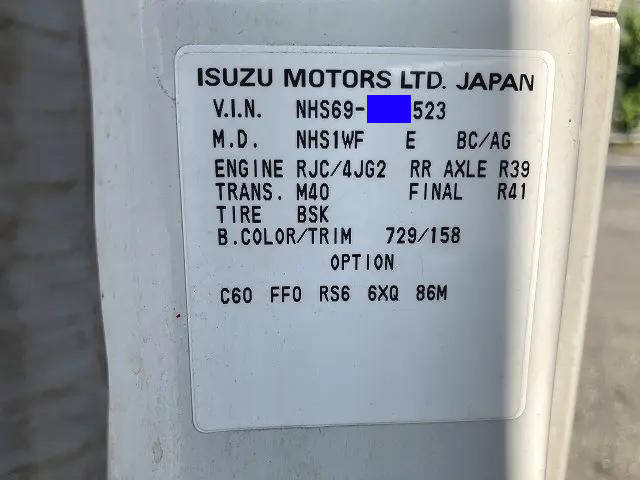 ISUZU MOTORS LTD. JAPAN
V.I.N. NHS69- 523
M.D. NHS1WF E BC/AG
ENGINE RJC/4JG2 RR AXLE R39
TRANS. M40 FINAL R41
TIRE BSK
B.COLOR/TRIM 729/158
OPTION
C60 FF0 RS6 6XQ 86M